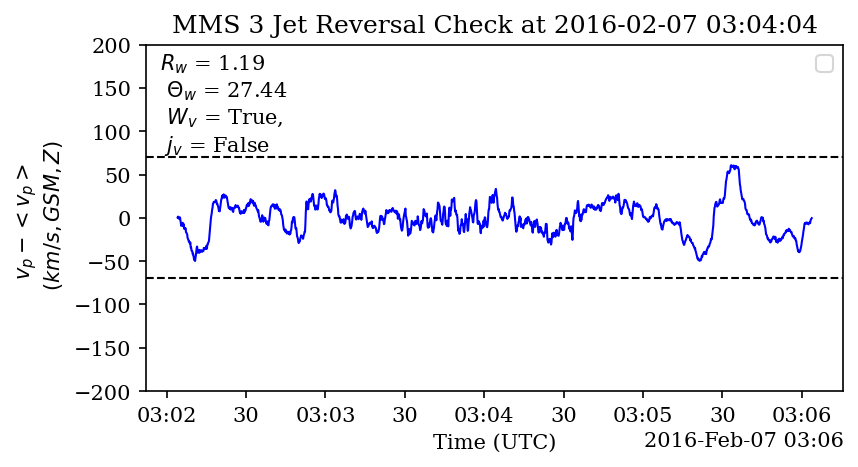 MMS 3 Jet Reversal Check at 2016-02-07 03:04:04
R_w = 1.19
Θ_w = 27.44
W_v = True,
j_v = False
v_p − < v_p >
(km/s, GSM, Z)
200
150
100
50
0
−50
−100
−150
−200
03:02 30 03:03 30 03:04 30 03:05 30 03:06
Time (UTC)
2016-Feb-07 03:06